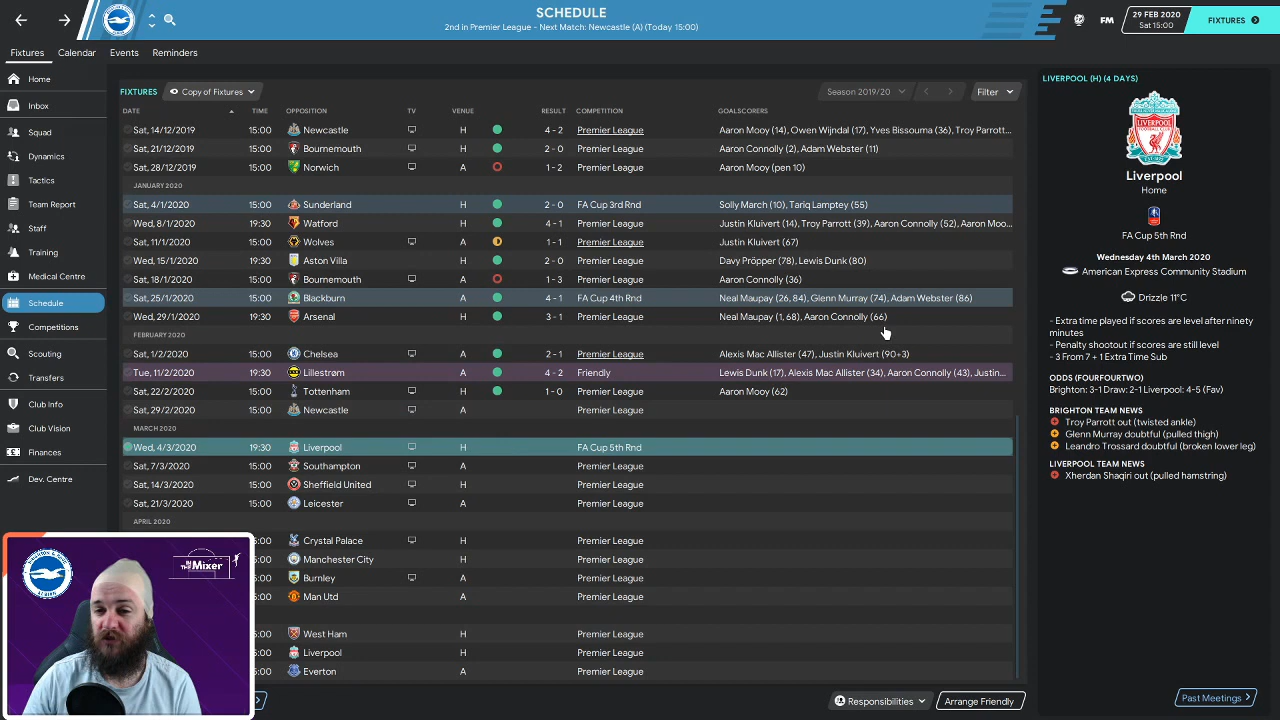 SCHEDULE
2nd in Premier League - Next Match: Newcastle (A) (Today 15:00)
FM
29 FEB 2020
Sat 15:00
FIXTURES
Fixtures Calendar Events Reminders
Home
Inbox
Squad
Dynamics
Tactics
Team Report
Staff
Training
Medical Centre
Schedule
Competitions
Scouting
Transfers
Club Info
Club Vision
Finances
Dev. Centre
FIXTURES Copy of Fixtures Season 2019/20 Filter
DATE TIME OPPOSITION TV VENUE RESULT COMPETITION GOALSCORERS
Sat, 14/12/2019 15:00 Newcastle H 4 - 2 Premier League Aaron Mooy (14), Owen Wijndal (17), Yves Bissouma (36), Troy Parrott...
Sat, 21/12/2019 15:00 Bournemouth H 2 - 0 Premier League Aaron Connolly (2), Adam Webster (11)
Sat, 28/12/2019 15:00 Norwich A 1 - 2 Premier League Aaron Mooy (pen 10)
JANUARY 2020
Sat, 4/1/2020 15:00 Sunderland H 2 - 0 FA Cup 3rd Rnd Solly March (10), Tariq Lamptey (55)
Wed, 8/1/2020 19:30 Watford H 4 - 1 Premier League Justin Kluivert (14), Troy Parrott (39), Aaron Connolly (52), Aaron Moo...
Sat, 11/1/2020 15:00 Wolves A 1 - 1 Premier League Justin Kluivert (67)
Wed, 15/1/2020 19:30 Aston Villa H 2 - 0 Premier League Davy Pröpper (78), Lewis Dunk (80)
Sat, 18/1/2020 15:00 Bournemouth A 1 - 3 Premier League Aaron Connolly (36)
Sat, 25/1/2020 15:00 Blackburn A 4 - 1 FA Cup 4th Rnd Neal Maupay (26, 84), Glenn Murray (74), Adam Webster (86)
Wed, 29/1/2020 19:30 Arsenal H 3 - 1 Premier League Neal Maupay (1, 68), Aaron Connolly (66)
FEBRUARY 2020
Sat, 1/2/2020 15:00 Chelsea H 2 - 1 Premier League Alexis Mac Allister (47), Justin Kluivert (90+3)
Tue, 11/2/2020 19:30 Lillestrøm A 4 - 2 Friendly Lewis Dunk (17), Alexis Mac Allister (34), Aaron Connolly (43), Justin...
Sat, 22/2/2020 15:00 Tottenham H 1 - 0 Premier League Aaron Mooy (62)
Sat, 29/2/2020 15:00 Newcastle A Premier League
MARCH 2020
Wed, 4/3/2020 19:30 Liverpool H FA Cup 5th Rnd
Sat, 7/3/2020 15:00 Southampton A Premier League
Sat, 14/3/2020 15:00 Sheffield United H Premier League
Sat, 21/3/2020 15:00 Leicester A Premier League
APRIL 2020
Crystal Palace H Premier League
Manchester City H Premier League
Burnley A Premier League
Man Utd A Premier League
West Ham H Premier League
Liverpool H Premier League
Everton A Premier League
Responsibilities Arrange Friendly
LIVERPOOL (H) (4 DAYS)
Liverpool
Home
FA Cup 5th Rnd
Wednesday 4th March 2020
American Express Community Stadium
Drizzle 11°C
- Extra time played if scores are level after ninety
minutes
- Penalty shootout if scores are still level
- 3 From 7 + 1 Extra Time Sub
ODDS (FOURFOURTWO)
Brighton: 3-1 Draw: 2-1 Liverpool: 4-5 (Fav)
BRIGHTON TEAM NEWS
Troy Parrott out (twisted ankle)
Glenn Murray doubtful (pulled thigh)
Leandro Trossard doubtful (broken lower leg)
LIVERPOOL TEAM NEWS
Xherdan Shaqiri out (pulled hamstring)
Past Meetings
Mixer